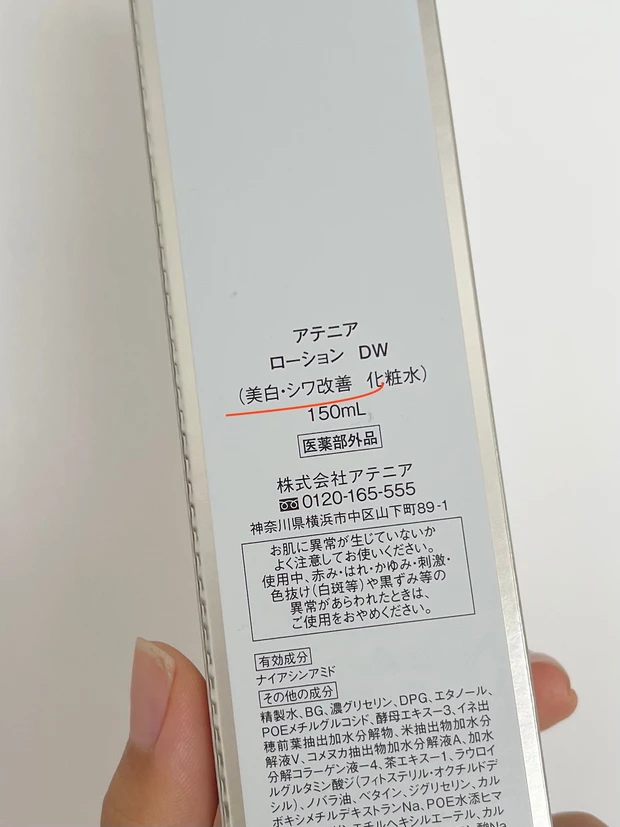 アテニア
ローション DW
(美白・シワ改善 化粧水)
150mL
医薬部外品
株式会社アテニア
0120-165-555
神奈川県横浜市中区山下町89-1
お肌に異常が生じていないか
よく注意してお使いください。
使用中、赤み・はれ・かゆみ・刺激・
色抜け(白斑等)や黒ずみ等の
異常があらわれたときは、
ご使用をおやめください。
有効成分
ナイアシンアミド
その他の成分
精製水、BG、濃グリセリン、DPG、エタノール、
POEメチルグルコシド、酵母エキス-3、イネ出
穂前葉抽出加水分解物、米抽出物加水分
解液V、コメヌカ抽出物加水分解液A、加水
分解コラーゲン液-4、茶エキス-1、ラウロイ
ルグルタミン酸ジ(フィトステリル・オクチルドデ
シル)、ノバラ油、ベタイン、ジグリセリン、カル
ボキシメチルデキストランNa、POE水添ヒマ
エチルヘキシルエーテル、カル
酸Na